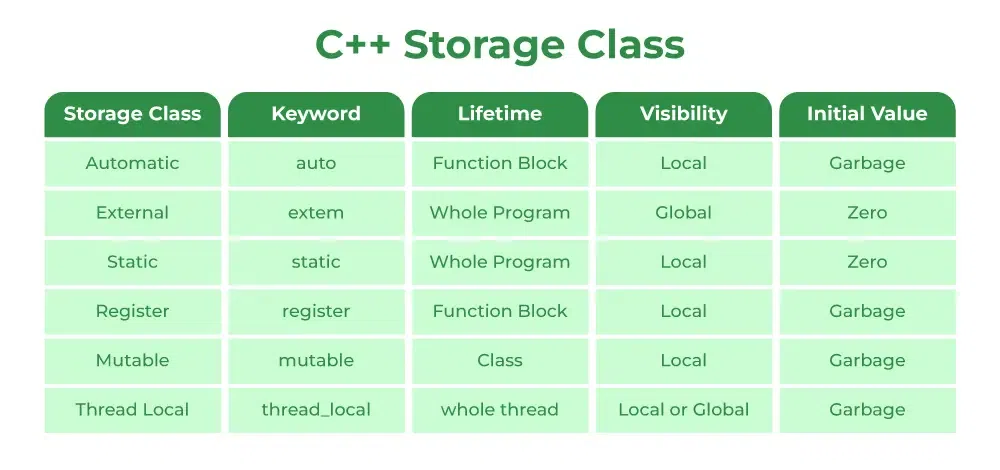 C++ Storage Class
Storage Class Keyword Lifetime Visibility Initial Value
Automatic auto Function Block Local Garbage
External extem Whole Program Global Zero
Static static Whole Program Local Zero
Register register Function Block Local Garbage
Mutable mutable Class Local Garbage
Thread Local thread_local whole thread Local or Global Garbage